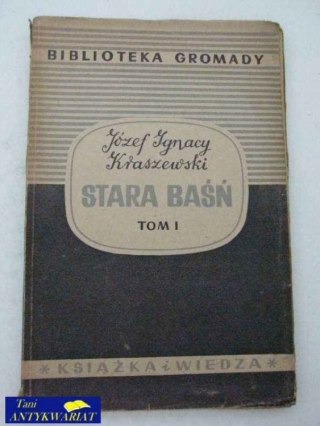 BIBLIOTEKA GROMADY
Józef Ignacy
Kraszewski
STARA BAŚŃ
TOM I
* KSIĄŻKA i WIEDZA *
Tani
ANTYKWARIAT